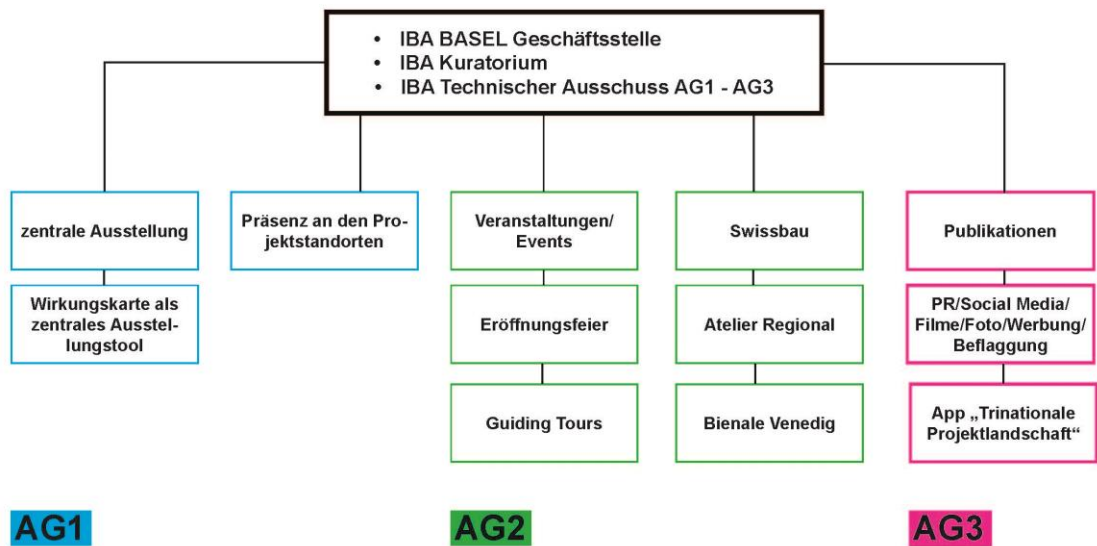 • IBA BASEL Geschäftsstelle
• IBA Kuratorium
• IBA Technischer Ausschuss AG1 - AG3
zentrale Ausstellung
Wirkungskarte als
zentrales Ausstel-
lungstool
Präsenz an den Pro-
jektstandorten
Veranstaltungen/
Events
Eröffnungsfeier
Guiding Tours
Swissbau
Atelier Regional
Bienale Venedig
Publikationen
PR/Social Media/
Filme/Foto/Werbung/
Beflaggung
App „Trinationale
Projektlandschaft“
AG1
AG2
AG3